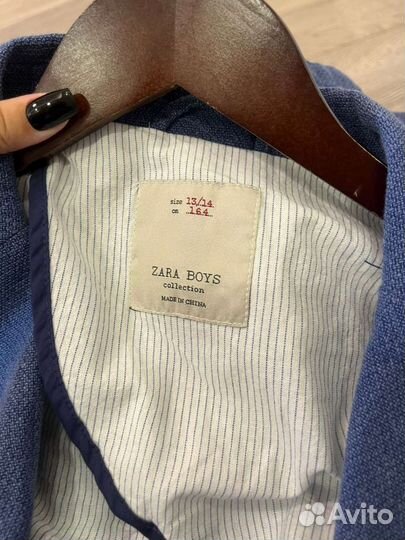 size 13/14
cm 164
ZARA BOYS
collection
MADE IN CHINA
Avito